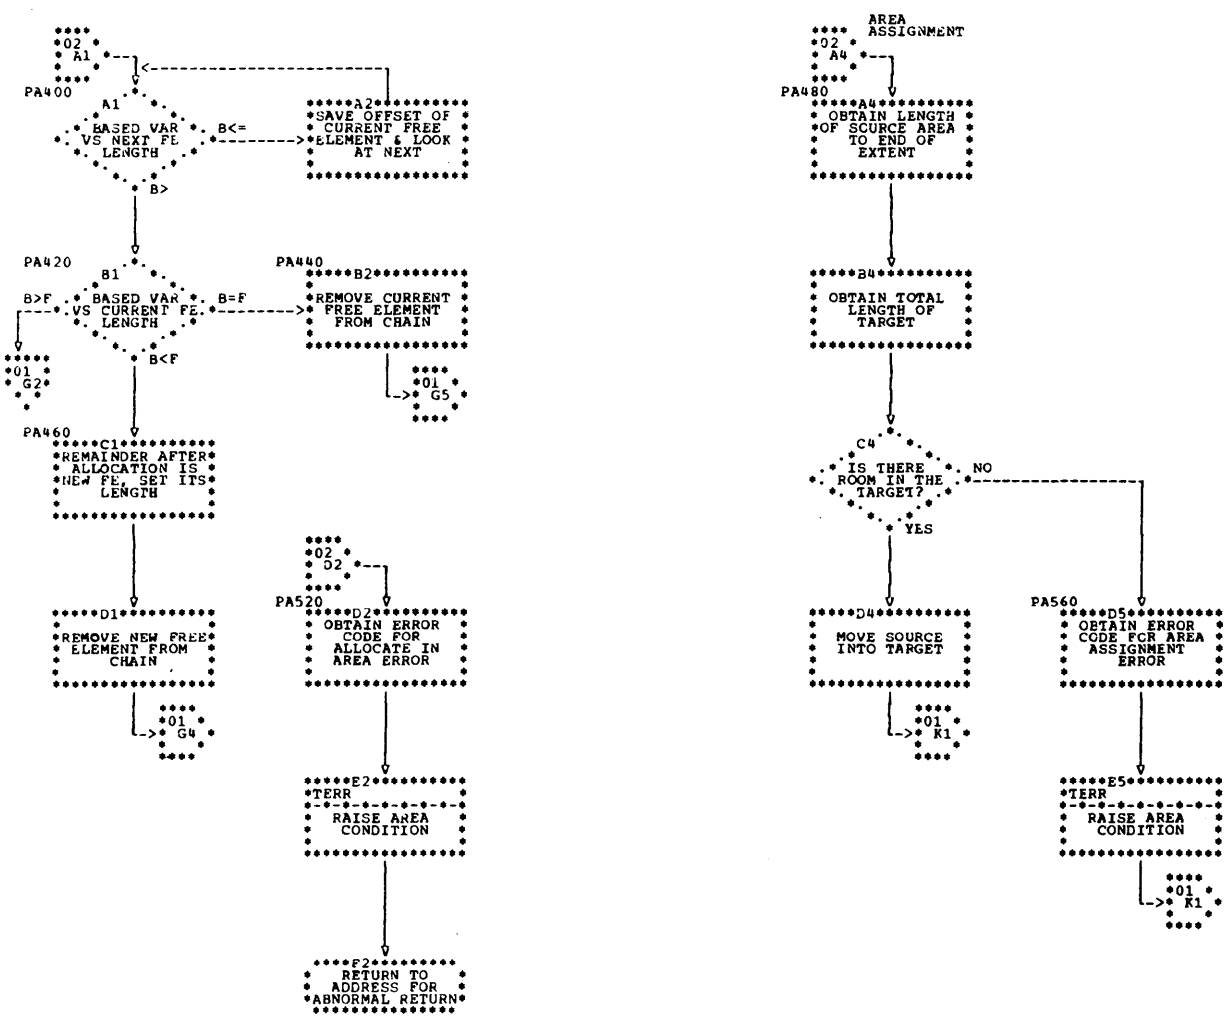 02
A1
PA400
A1
BASED VAR
VS NEXT FE
LENGTH
B<=
B>
A2
SAVE OFFSET OF
CURRENT FREE
ELEMENT & LOOK
AT NEXT
PA420
B1
BASED VAR
VS CURRENT FE
LENGTH
B>F
B=F
B<F
01
G2
PA440
B2
REMOVE CURRENT
FREE ELEMENT
FROM CHAIN
01
G5
PA460
C1
REMAINDER AFTER
ALLOCATION IS
NEW FE, SET ITS
LENGTH
D1
REMOVE NEW FREE
ELEMENT FROM
CHAIN
01
G4
02
D2
PA520
D2
OBTAIN ERROR
CODE FOR
ALLOCATE IN
AREA ERROR
E2
TERR
RAISE AREA
CONDITION
F2
RETURN TO
ADDRESS FOR
ABNORMAL RETURN
AREA
ASSIGNMENT
02
A4
PA480
A4
OBTAIN LENGTH
OF SOURCE AREA
TO END OF
EXTENT
B4
OBTAIN TOTAL
LENGTH OF
TARGET
C4
IS THERE
ROOM IN THE
TARGET?
NO
YES
D4
MOVE SOURCE
INTO TARGET
01
K1
PA560
D5
OBTAIN ERROR
CODE FOR AREA
ASSIGNMENT
ERROR
E5
TERR
RAISE AREA
CONDITION
01
K1